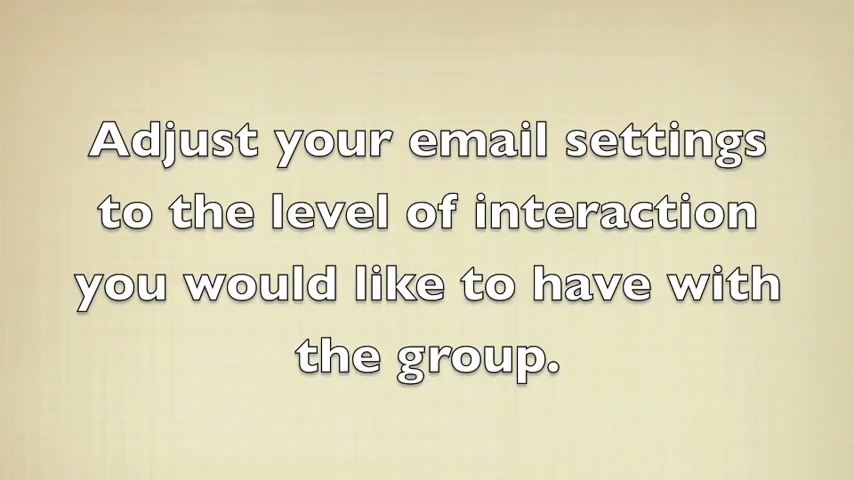 Adjust your email settings
to the level of interaction
you would like to have with
the group.